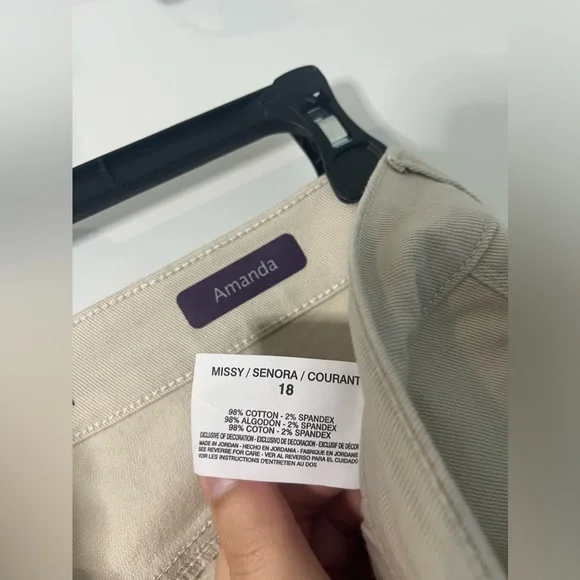 Amanda
MISSY / SENORA / COURANT
18
98% COTTON - 2% SPANDEX
98% ALGODON - 2% SPANDEX
98% COTON - 2% SPANDEX
EXCLUSIVE OF DECORATION - EXCLUSIVO DE DECORACION - EXCLUSIF DE DÉCOR
MADE IN JORDAN - HECHO EN JORDANIA - FABRIQUE EN JORDANIE
SEE REVERSE FOR CARE - VER AL REVERSO PARA EL CUIDADO
VOIR LES INSTRUCTIONS D'ENTRETIEN AU DOS